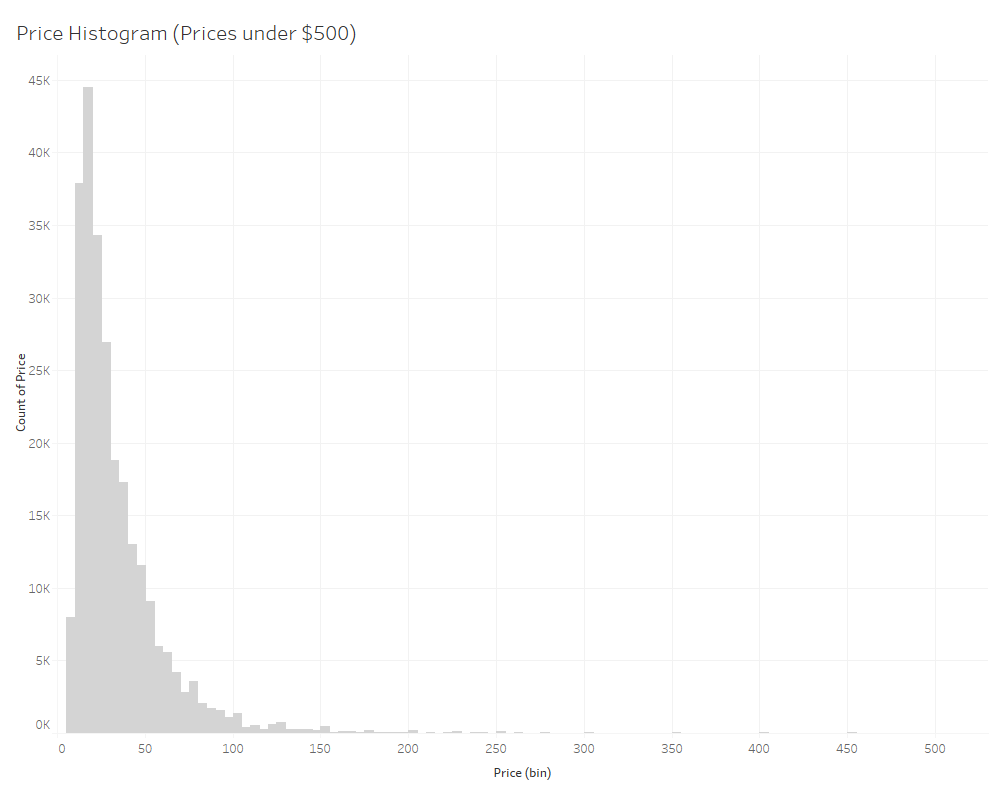 Price Histogram (Prices under $500)
45K
40K
35K
30K
25K
20K
15K
10K
5K
0K
Count of Price
0 50 100 150 200 250 300 350 400 450 500
Price (bin)